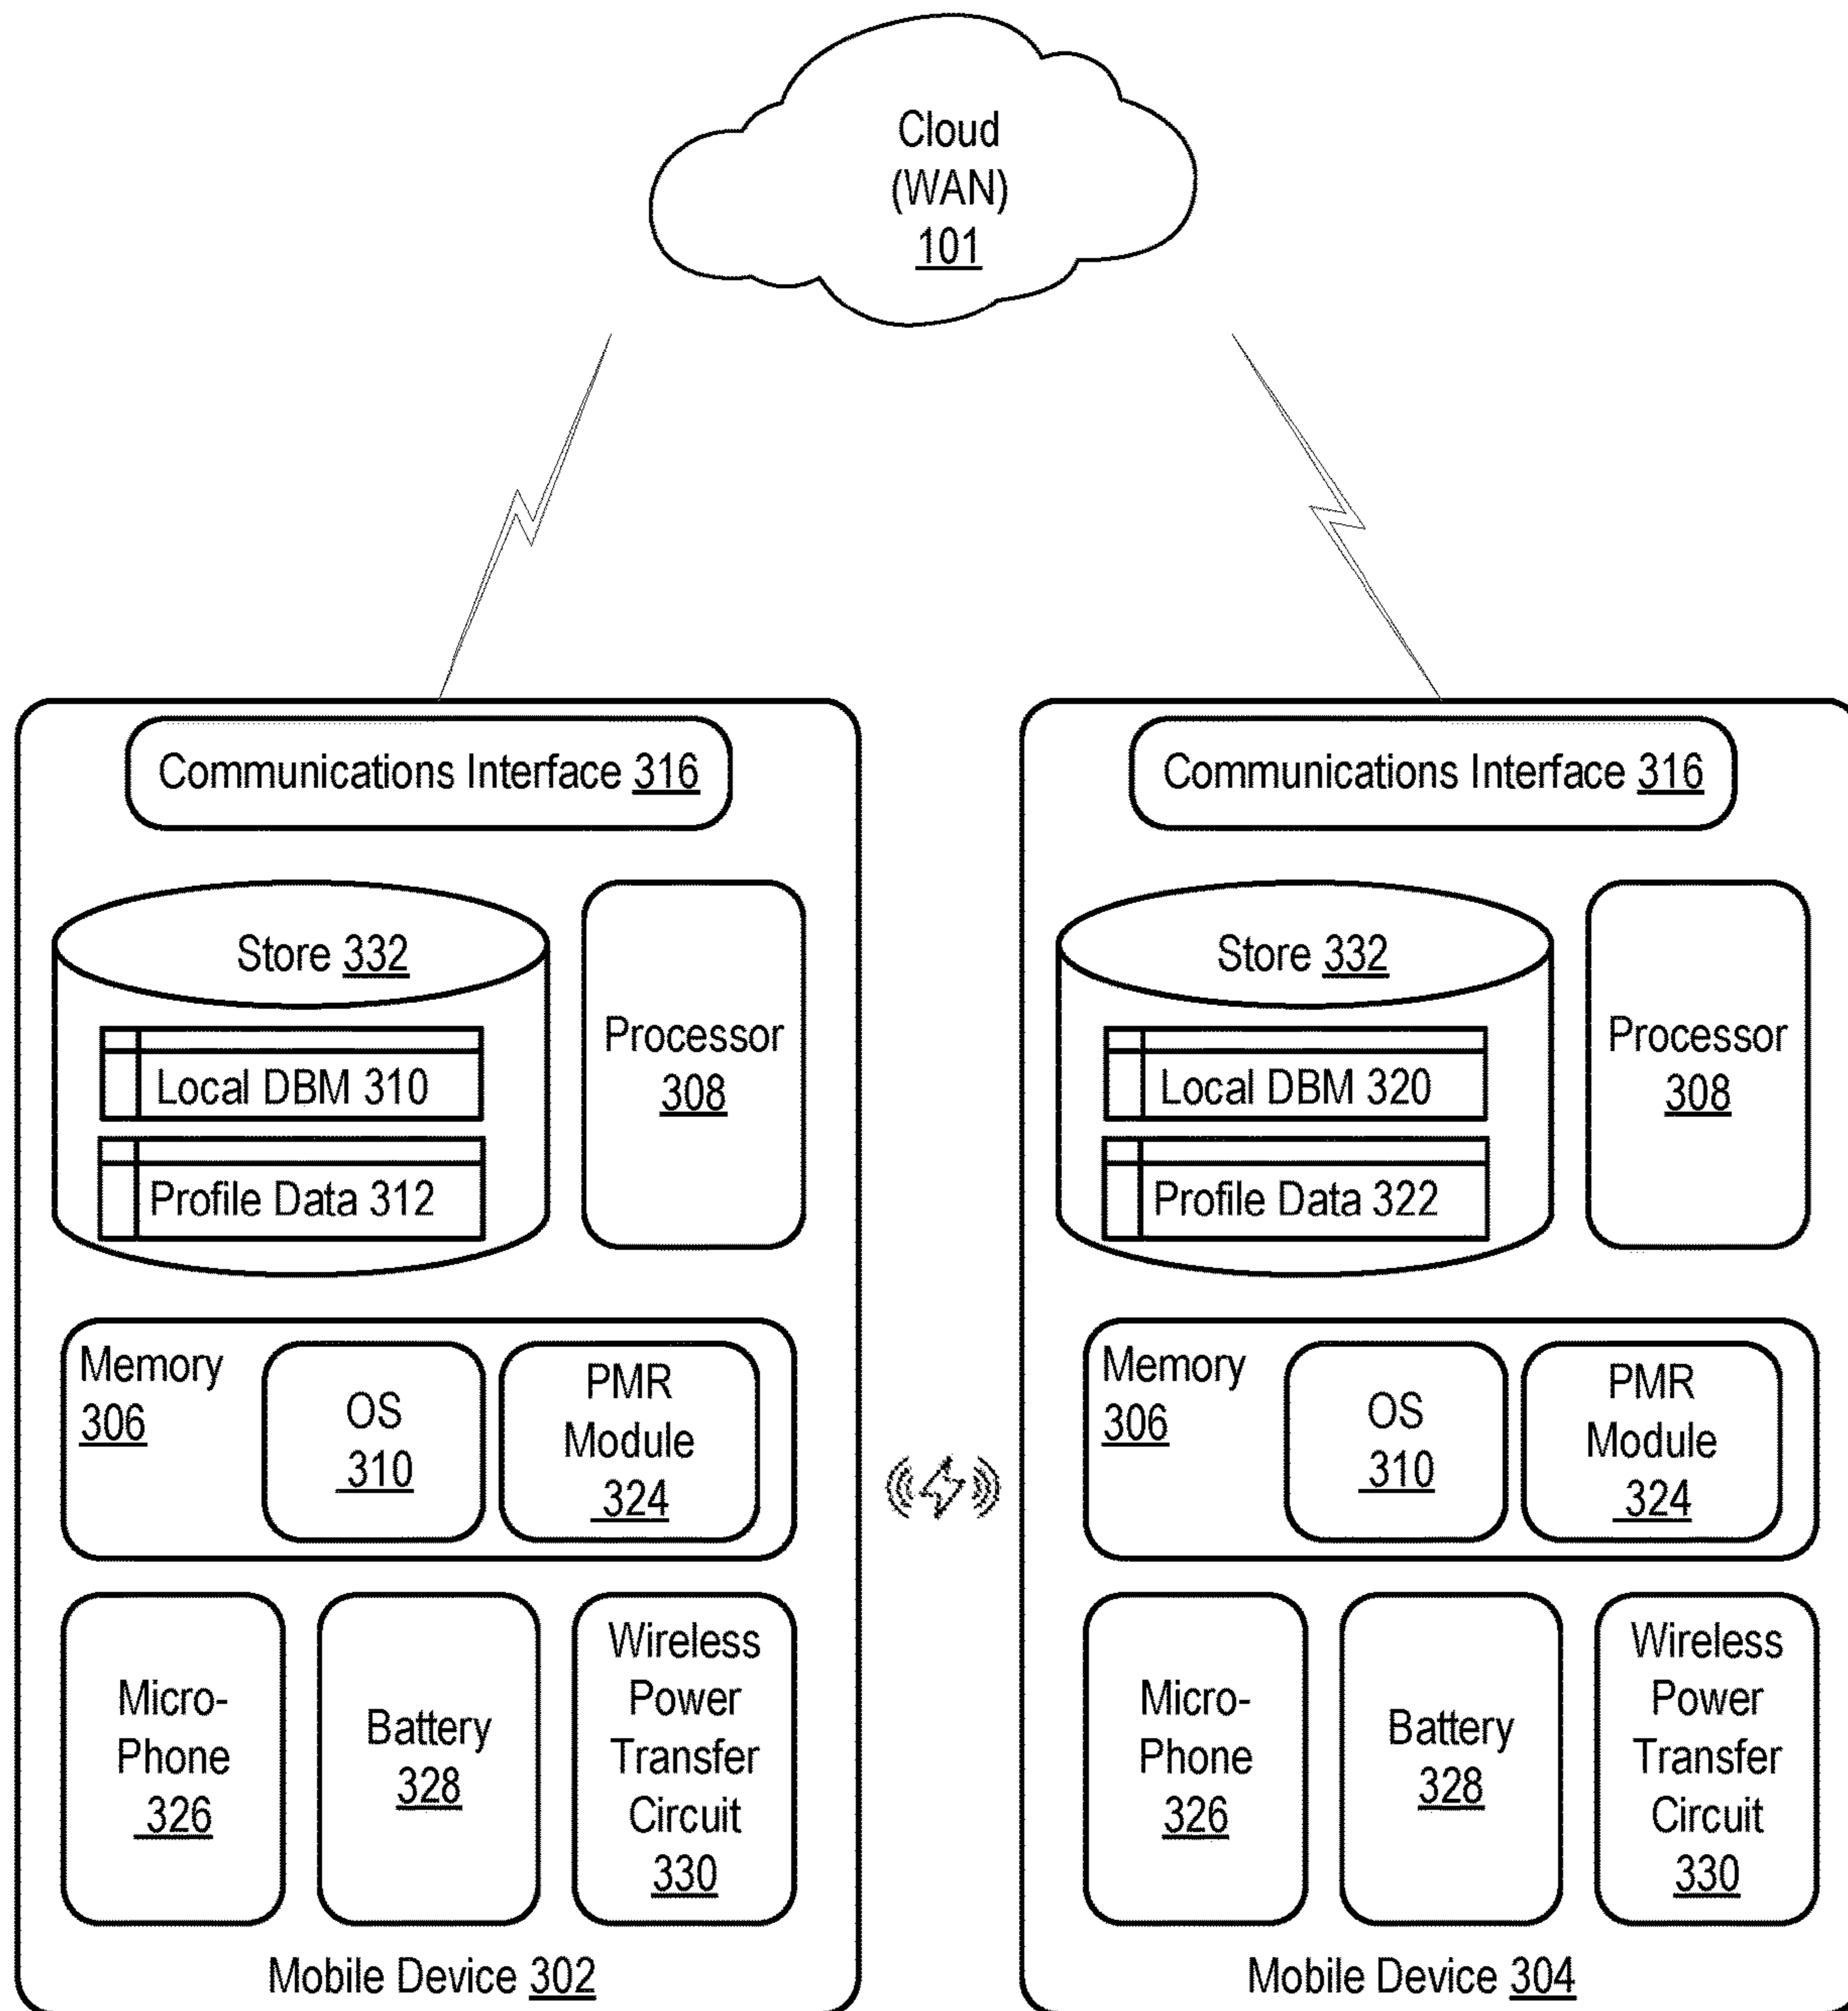 Cloud
(WAN)
101
Communications Interface 316
Store 332
Local DBM 310
Profile Data 312
Processor
308
Memory
306
OS
310
PMR
Module
324
Micro-
Phone
326
Battery
328
Wireless
Power
Transfer
Circuit
330
Mobile Device 302
Communications Interface 316
Store 332
Local DBM 320
Profile Data 322
Processor
308
Memory
306
OS
310
PMR
Module
324
Micro-
Phone
326
Battery
328
Wireless
Power
Transfer
Circuit
330
Mobile Device 304